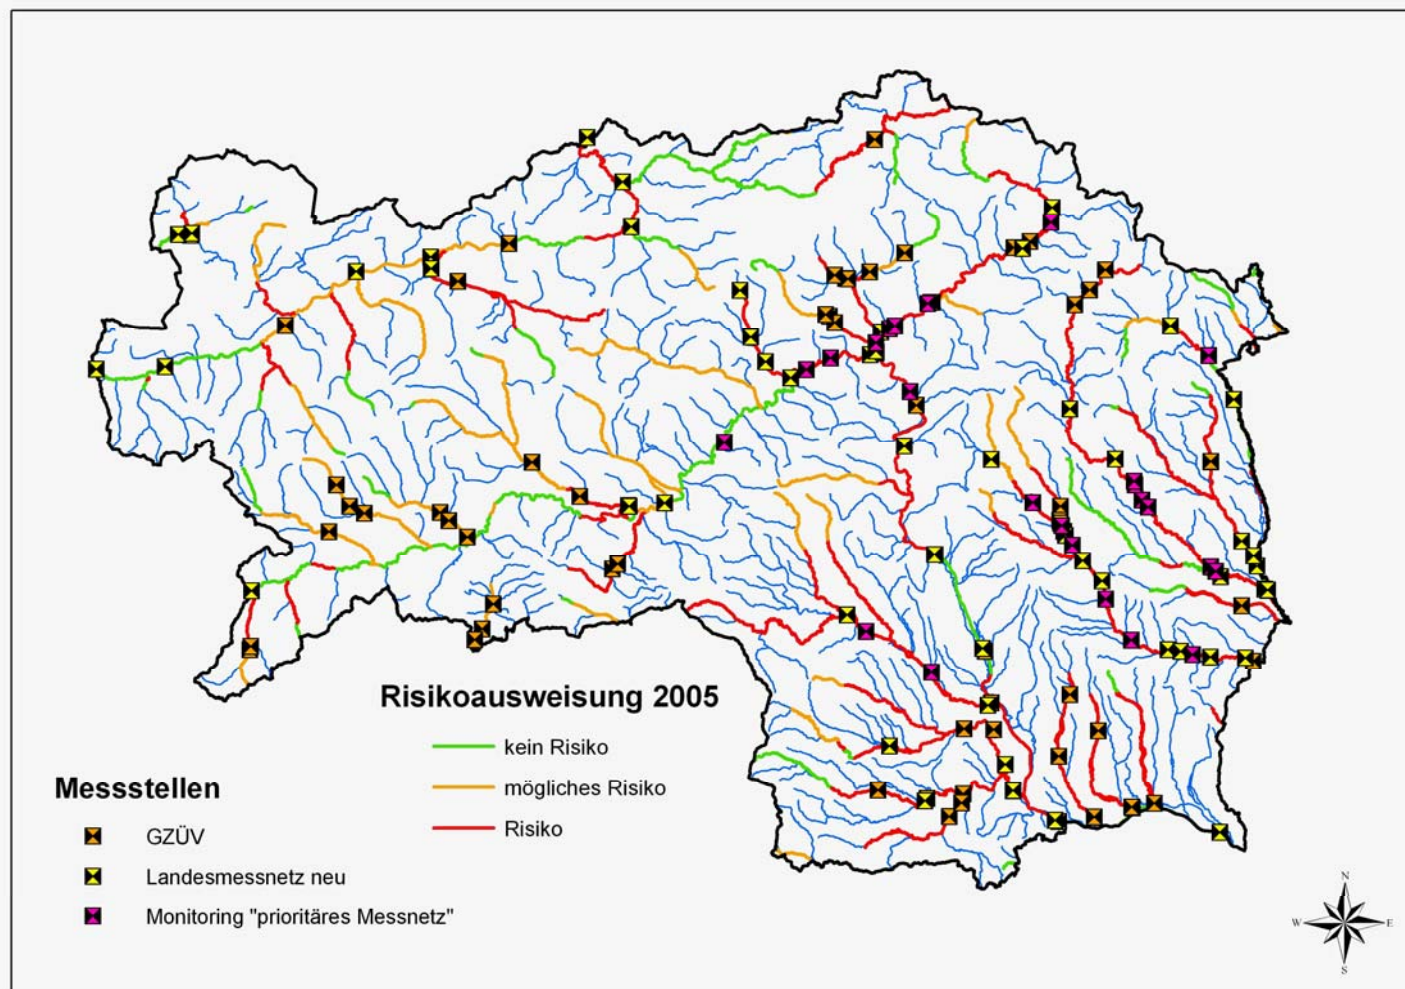 Risikoausweisung 2005
kein Risiko
mögliches Risiko
Risiko
Messstellen
GZÜV
Landesmessnetz neu
Monitoring "prioritäres Messnetz"
N
W
E
S